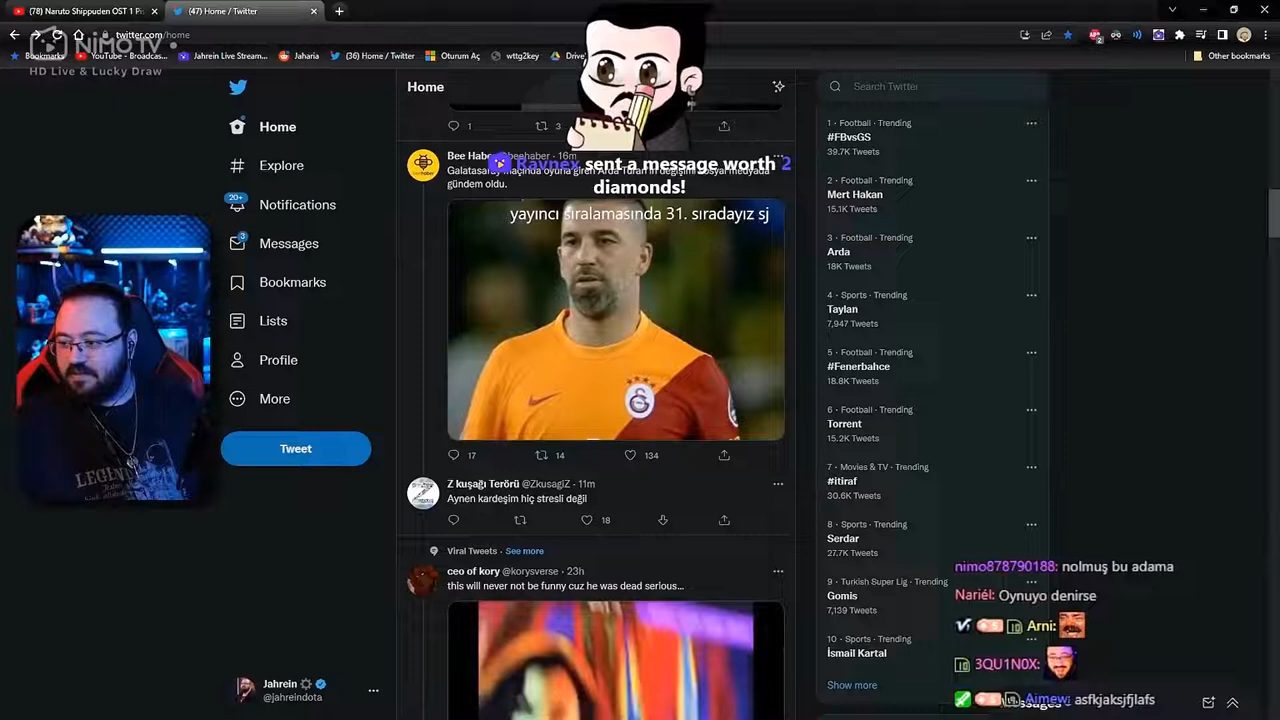 (78) Naruto Shippuden OST 1
(47) Home / Twitter
twitter.com/home
NIMO TV
HD Live & Lucky Draw
Bookmarks
YouTube - Broadcas...
Jahrein Live Stream...
Jaharia
(36) Home / Twitter
Oturum Aç
wttg2key
Drive
Other bookmarks
Home
Explore
20+
Notifications
3
Messages
Bookmarks
Lists
Profile
More
Tweet
Jahrein
@jahreindota
Home
1
3
Bee Haber @beehaber · 16m
gündem oldu.
Ravnex sent a message worth 2
diamonds!
yayıncı sıralamasında 31. sıradayız sj
17
14
134
Z kuşağı Terörü @ZkusagiZ · 11m
Aynen kardeşim hiç stresli değil
18
Viral Tweets · See more
ceo of kory @korysverse · 23h
this will never not be funny cuz he was dead serious...
Search Twitter
1 · Football · Trending
#FBvsGS
39.7K Tweets
2 · Football · Trending
Mert Hakan
15.1K Tweets
3 · Football · Trending
Arda
18K Tweets
4 · Sports · Trending
Taylan
7,947 Tweets
5 · Football · Trending
#Fenerbahce
18.8K Tweets
6 · Football · Trending
Torrent
15.2K Tweets
7 · Movies & TV · Trending
#itiraf
30.6K Tweets
8 · Sports · Trending
Serdar
27.7K Tweets
9 · Turkish Super Lig · Trending
Gomis
7,139 Tweets
10 · Sports · Trending
İsmail Kartal
Show more
nimo878790188: nolmuş bu adama
Nariél: Oynuyo denirse
Arni:
3QU1N0X:
Aimew: asfkjaksjfjlafs